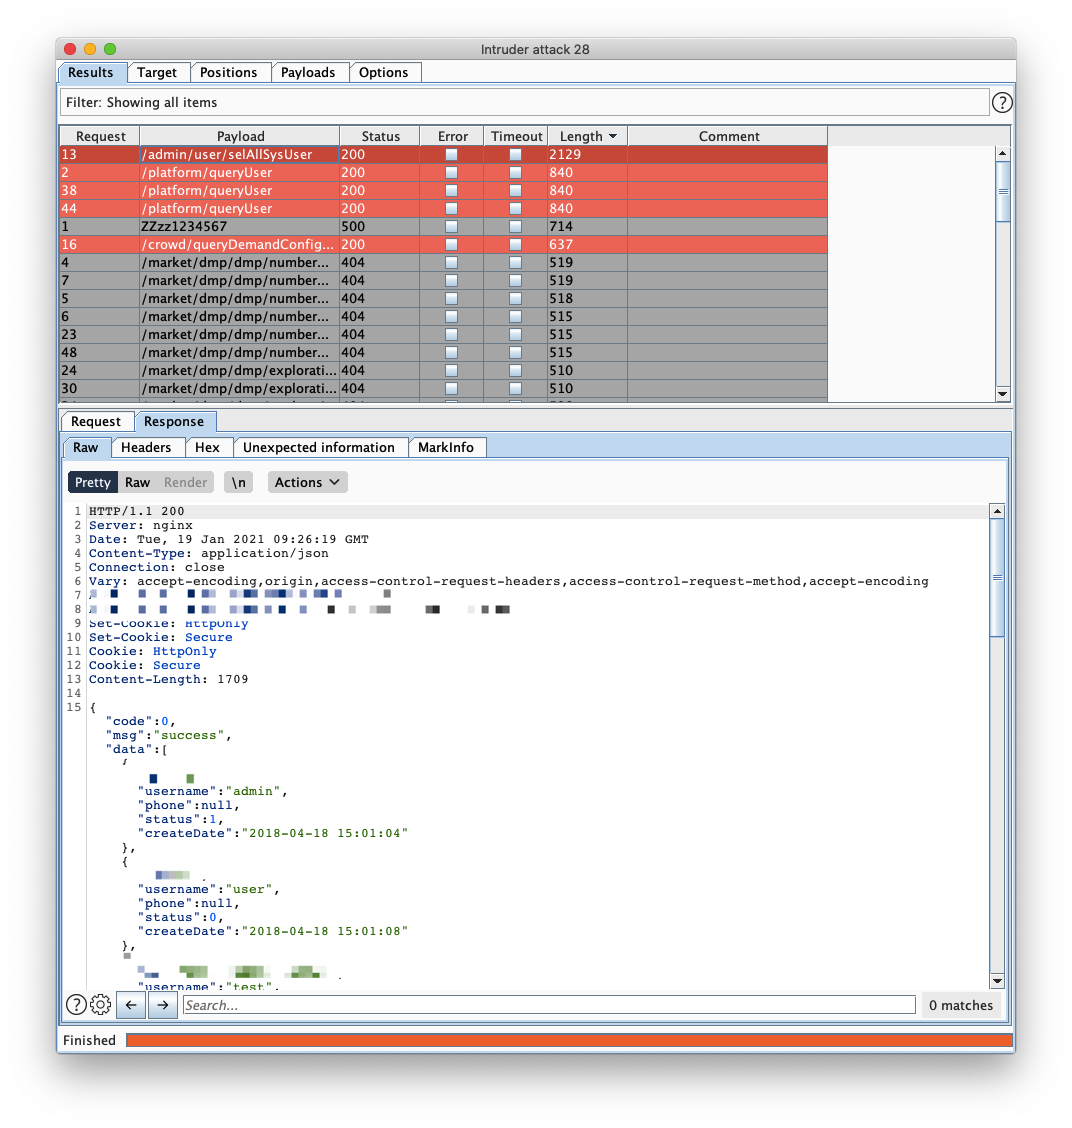 Intruder attack 28
Results Target Positions Payloads Options
Filter: Showing all items ?
Request Payload Status Error Timeout Length Comment
13 /admin/user/selAllSysUser 200 2129
2 /platform/queryUser 200 840
38 /platform/queryUser 200 840
44 /platform/queryUser 200 840
1 ZZzz1234567 500 714
16 /crowd/queryDemandConfig... 200 637
4 /market/dmp/dmp/number... 404 519
7 /market/dmp/dmp/number... 404 519
5 /market/dmp/dmp/number... 404 518
6 /market/dmp/dmp/number... 404 515
23 /market/dmp/dmp/number... 404 515
48 /market/dmp/dmp/number... 404 515
24 /market/dmp/dmp/explorati... 404 510
30 /market/dmp/dmp/explorati... 404 510
Request Response
Raw Headers Hex Unexpected information MarkInfo
Pretty Raw Render \n Actions
1 HTTP/1.1 200
2 Server: nginx
3 Date: Tue, 19 Jan 2021 09:26:19 GMT
4 Content-Type: application/json
5 Connection: close
6 Vary: accept-encoding,origin,access-control-request-headers,access-control-request-method,accept-encoding
7
8
9 Set-Cookie: HttpOnly
10 Set-Cookie: Secure
11 Cookie: HttpOnly
12 Cookie: Secure
13 Content-Length: 1709
14
15 {
"code":0,
"msg":"success",
"data":[
{
"username":"admin",
"phone":null,
"status":1,
"createDate":"2018-04-18 15:01:04"
},
{
"username":"user",
"phone":null,
"status":0,
"createDate":"2018-04-18 15:01:08"
},
"username":"test",
? Search... 0 matches
Finished